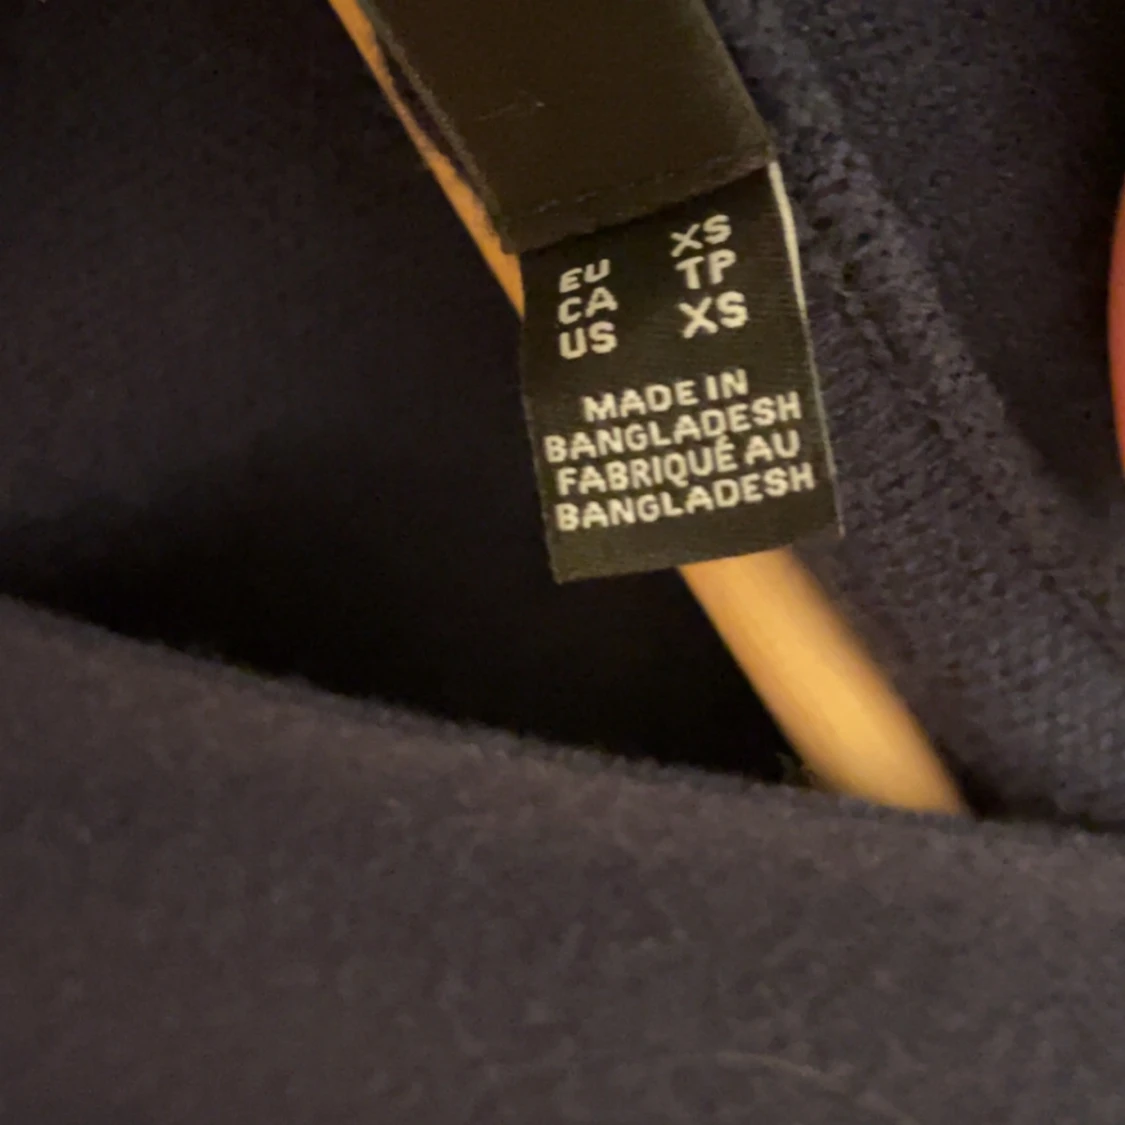 EU XS
CA TP
US XS
MADE IN
BANGLADESH
FABRIQUÉ AU
BANGLADESH